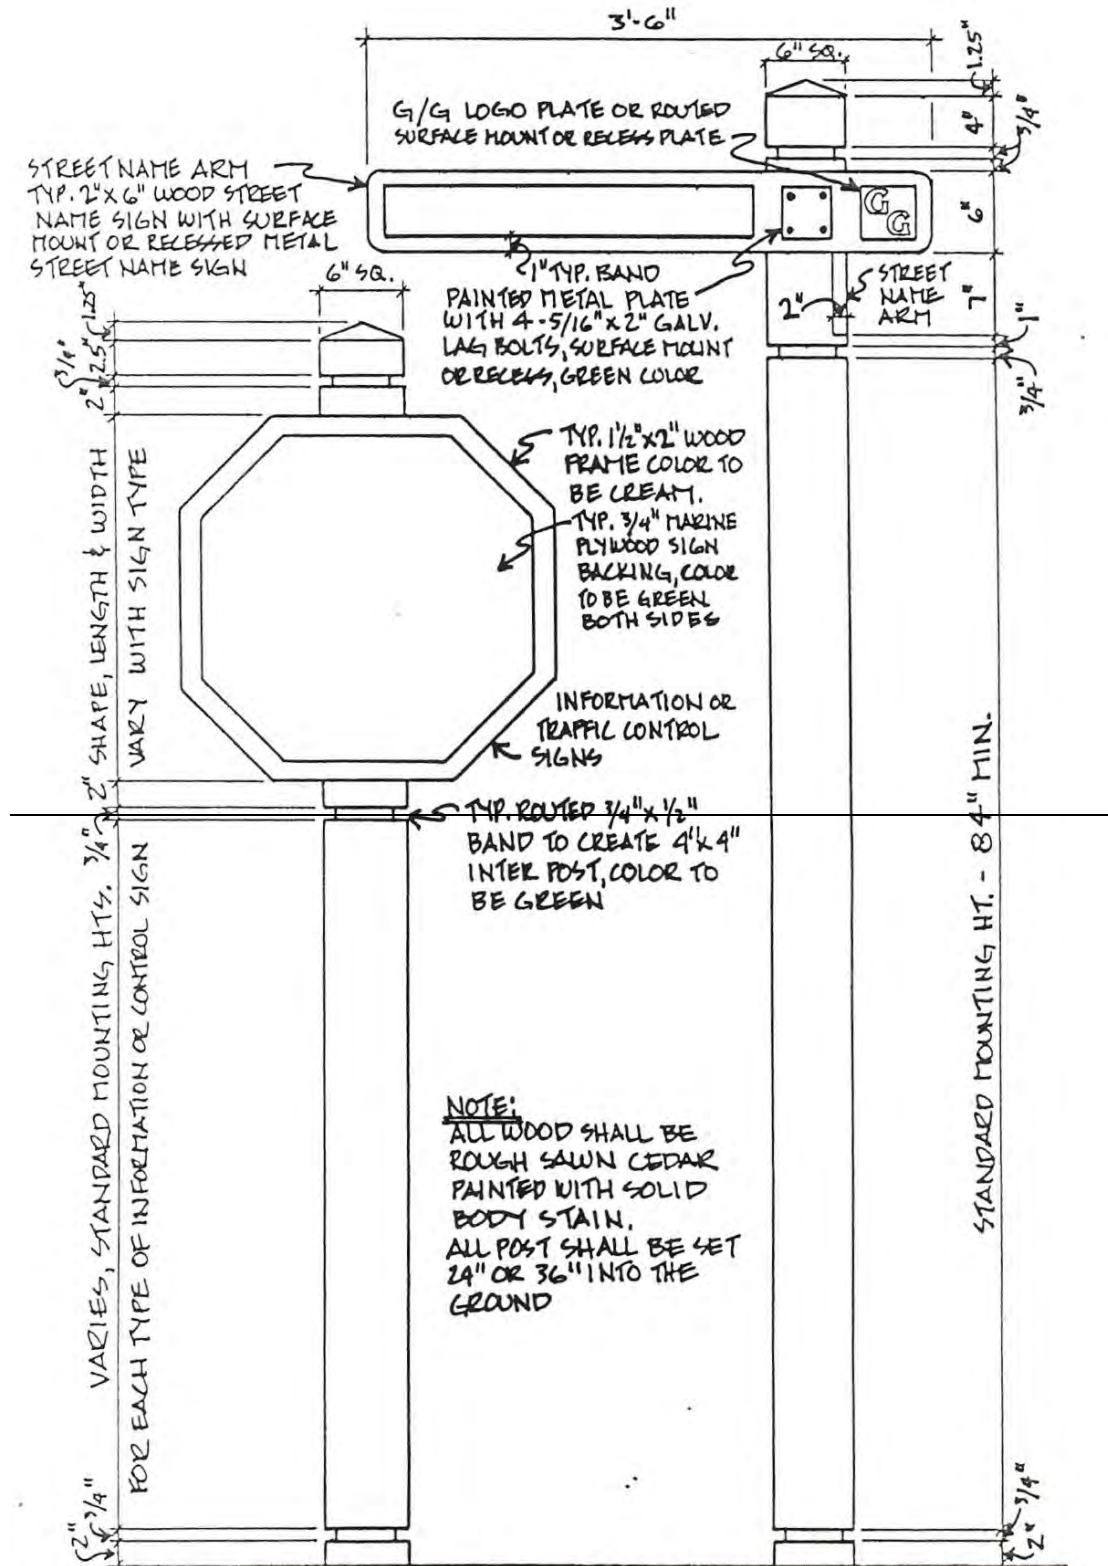 3'-6"
6" SQ.
1.25"
4"
3/4"
G/G LOGO PLATE OR ROUTED
SURFACE MOUNT OR RECESS PLATE
STREET NAME ARM
TYP. 2"X 6" WOOD STREET
NAME SIGN WITH SURFACE
MOUNT OR RECESSED METAL
STREET NAME SIGN
G
G
6"
1" TYP. BAND
PAINTED METAL PLATE
WITH 4-5/16"X 2" GALV.
LAG BOLTS, SURFACE MOUNT
OR RECESS, GREEN COLOR
2"
STREET
NAME
ARM
7"
1"
3/4"
6" SQ.
1.25"
2.5"
3/4"
2"
SHAPE, LENGTH & WIDTH
VARY WITH SIGN TYPE
TYP. 1 1/2"X2" WOOD
FRAME COLOR TO
BE CREAM.
TYP. 3/4" MARINE
PLYWOOD SIGN
BACKING, COLOR
TO BE GREEN
BOTH SIDES
INFORMATION OR
TRAFFIC CONTROL
SIGNS
2"
3/4"
TYP. ROUTED 3/4"X 1/2"
BAND TO CREATE 4"X 4"
INTER POST, COLOR TO
BE GREEN
VARIES, STANDARD MOUNTING HTS.
FOR EACH TYPE OF INFORMATION OR CONTROL SIGN
STANDARD MOUNTING HT. - 84" MIN.
NOTE:
ALL WOOD SHALL BE
ROUGH SAWN CEDAR
PAINTED WITH SOLID
BODY STAIN.
ALL POST SHALL BE SET
24" OR 36" INTO THE
GROUND
3/4"
2"
3/4"
2"